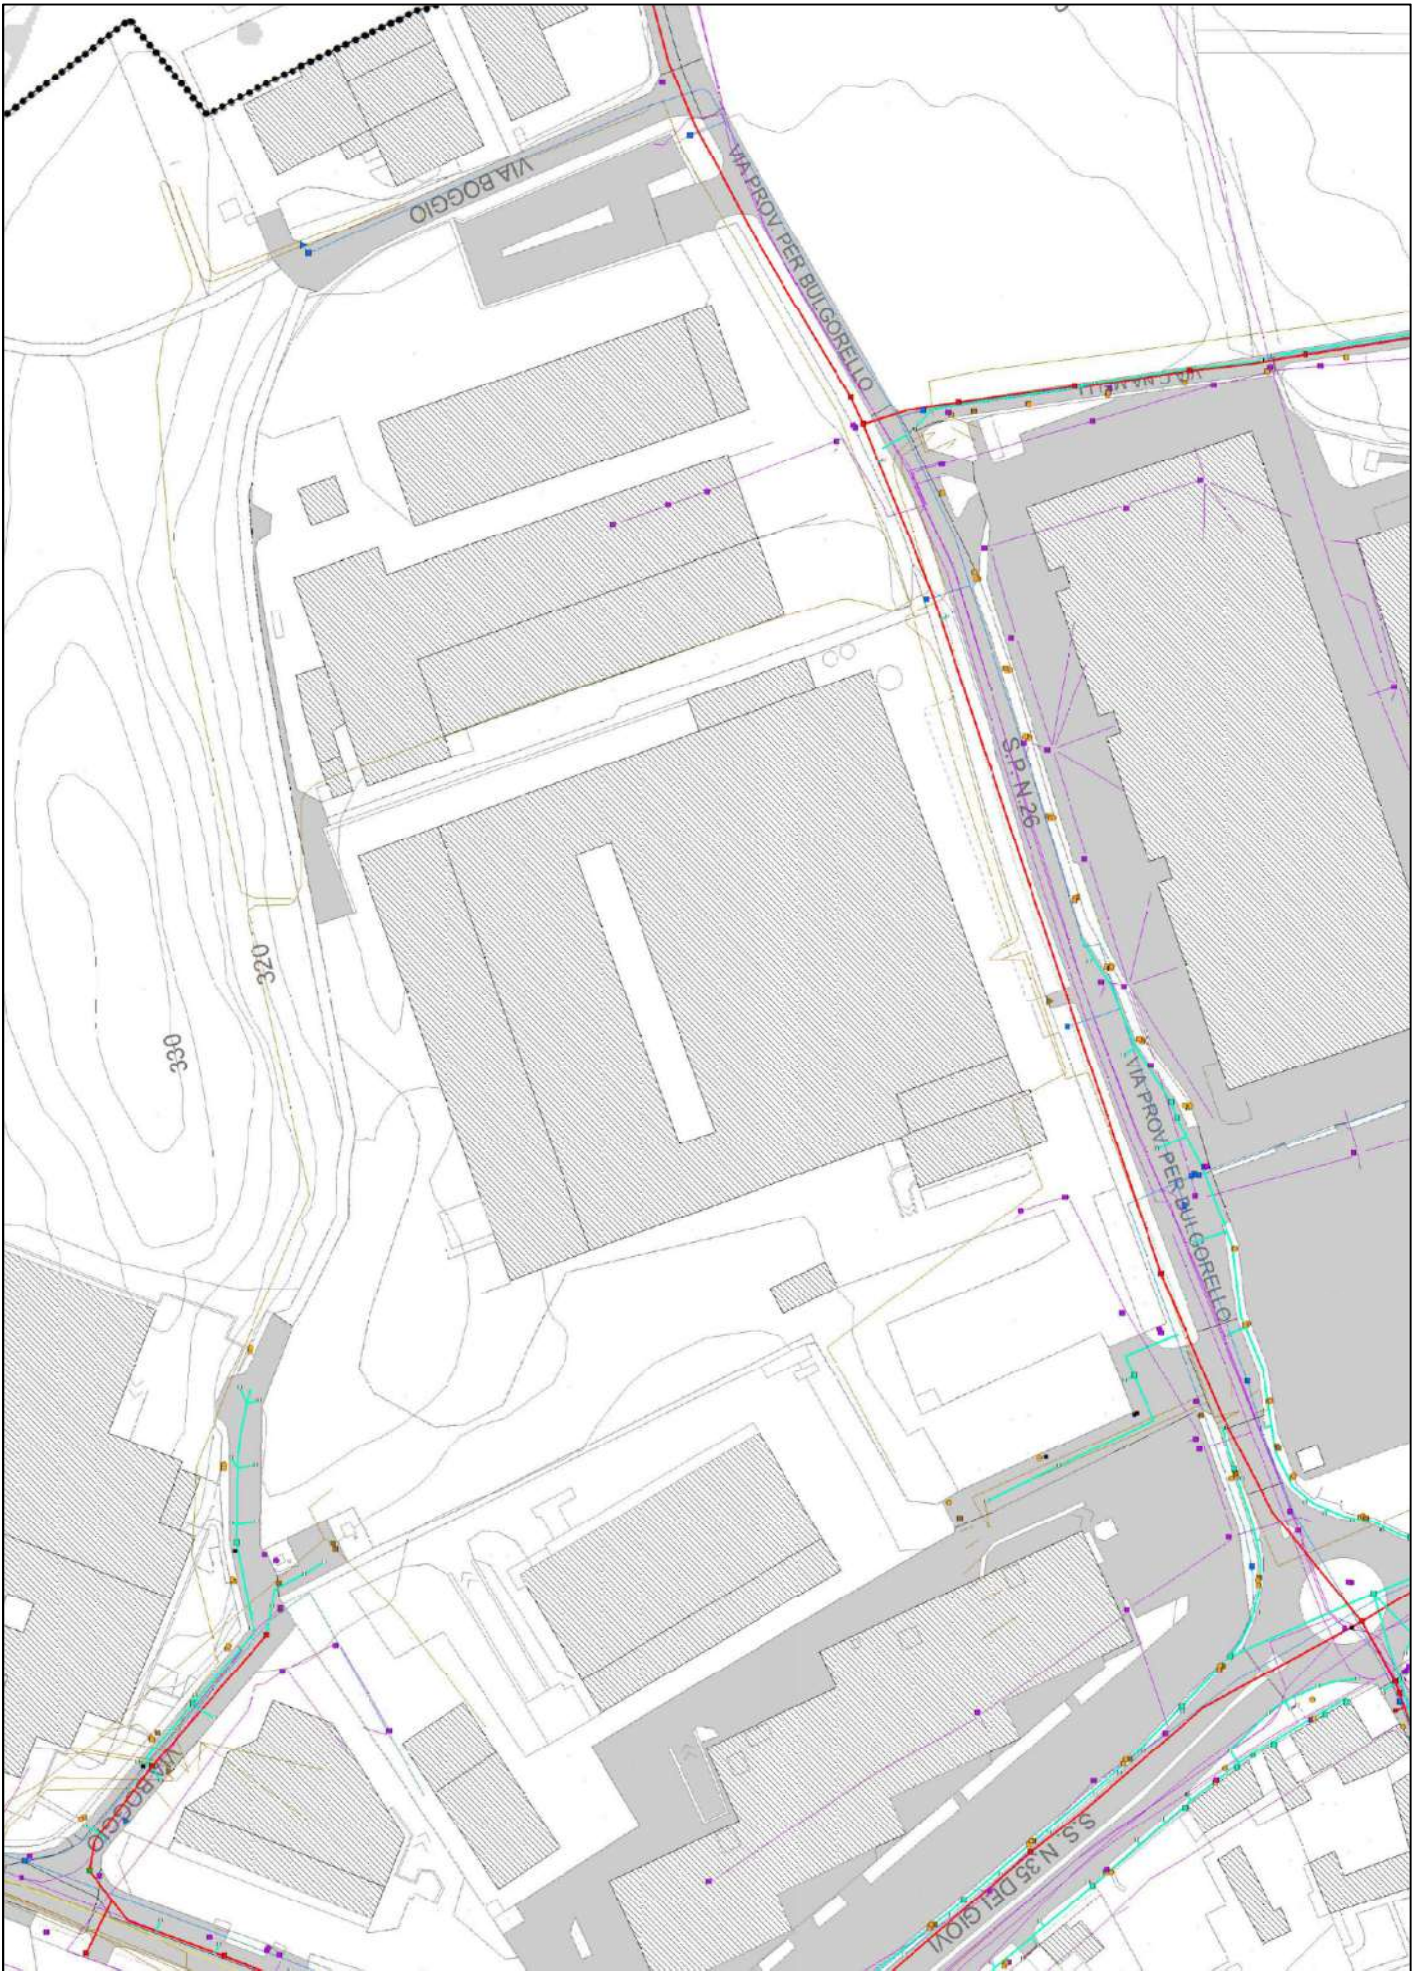 VIA BOGGIO
VIA PROV. PER BULGORELLO
S.P. N.26
320
330
VIA PROV. PER BULGORELLO
VIA BOGGIO
S.S. N.35 DEI GIOVI